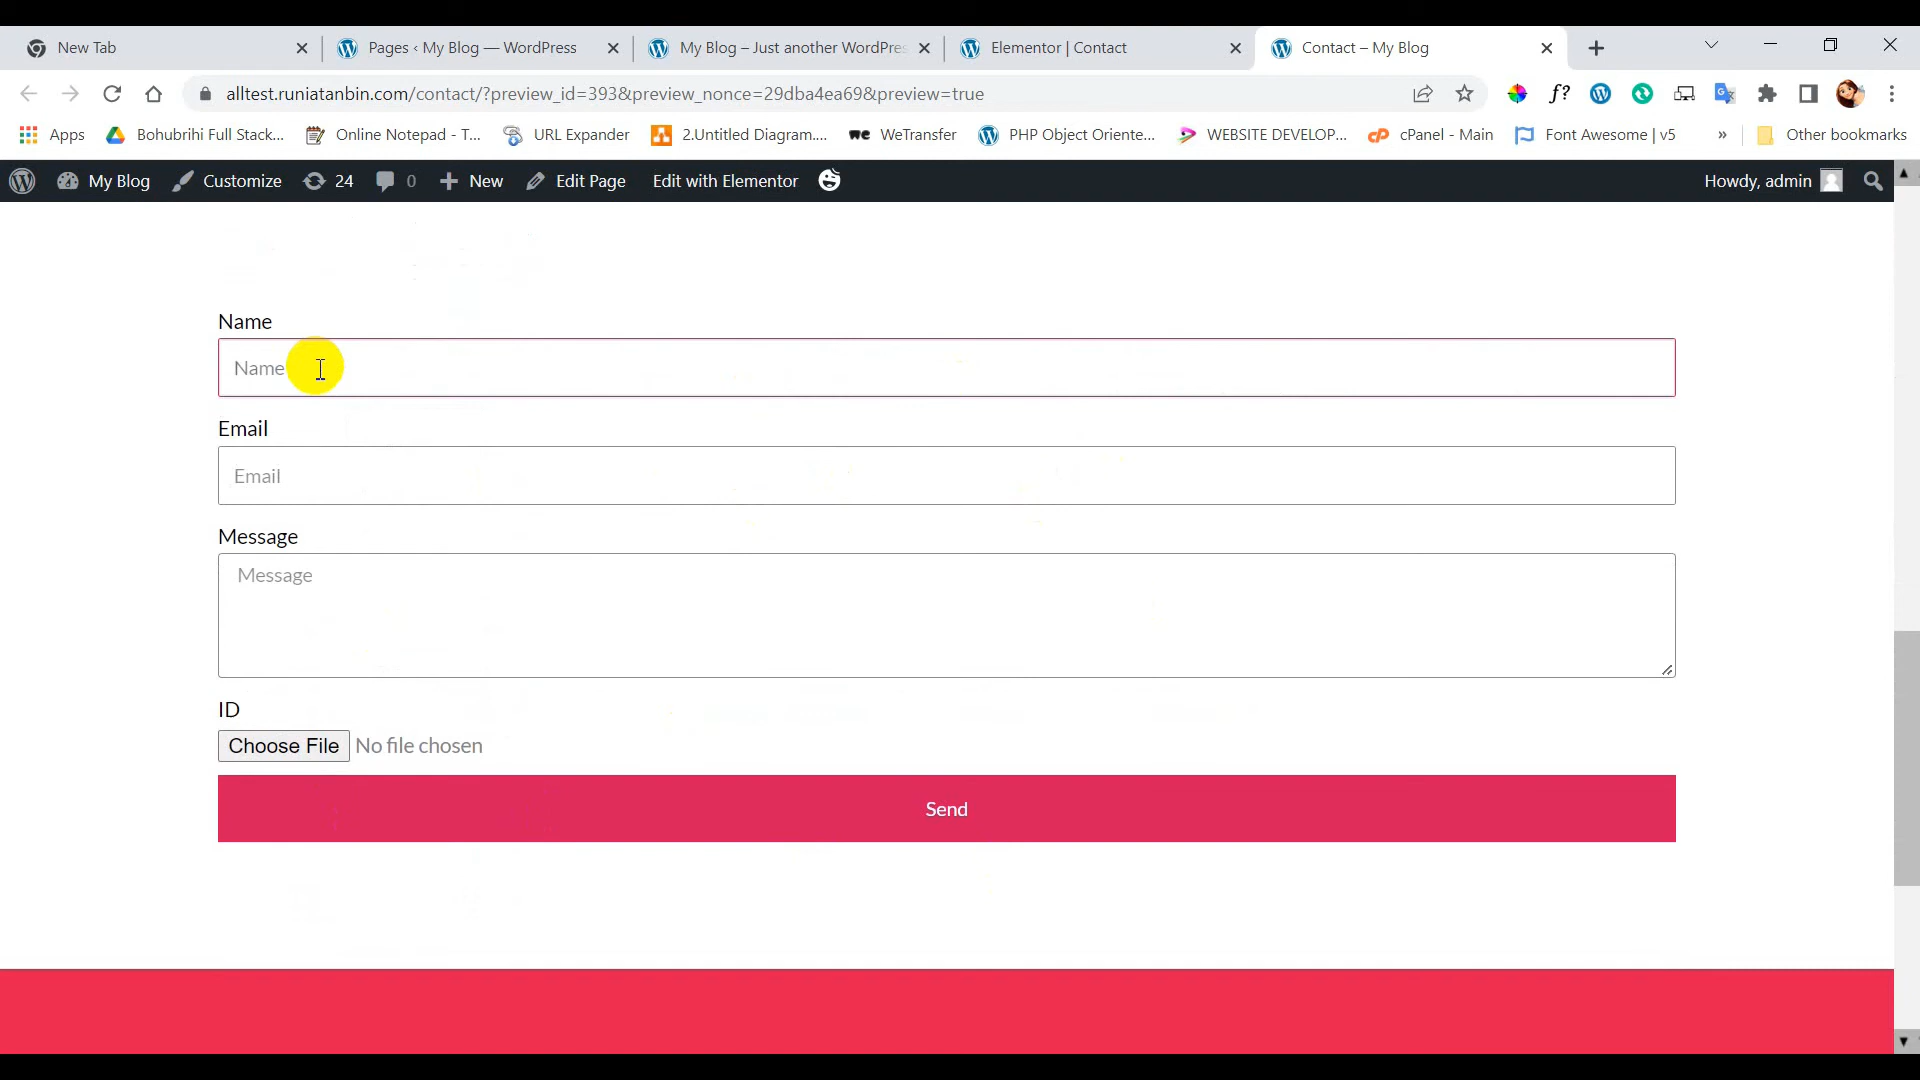 New Tab
Pages ‹ My Blog — WordPress
My Blog – Just another WordPres
Elementor | Contact
Contact – My Blog
alltest.runiatanbin.com/contact/?preview_id=393&preview_nonce=29dba4ea69&preview=true
f?
Apps
Bohubrihi Full Stack...
Online Notepad - T...
URL Expander
2.Untitled Diagram....
we WeTransfer
PHP Object Oriente...
WEBSITE DEVELOP...
cP cPanel - Main
Font Awesome | v5
»
Other bookmarks
My Blog
Customize
24
0
New
Edit Page
Edit with Elementor
Howdy, admin
Name
Name
Email
Email
Message
Message
ID
Choose File No file chosen
Send